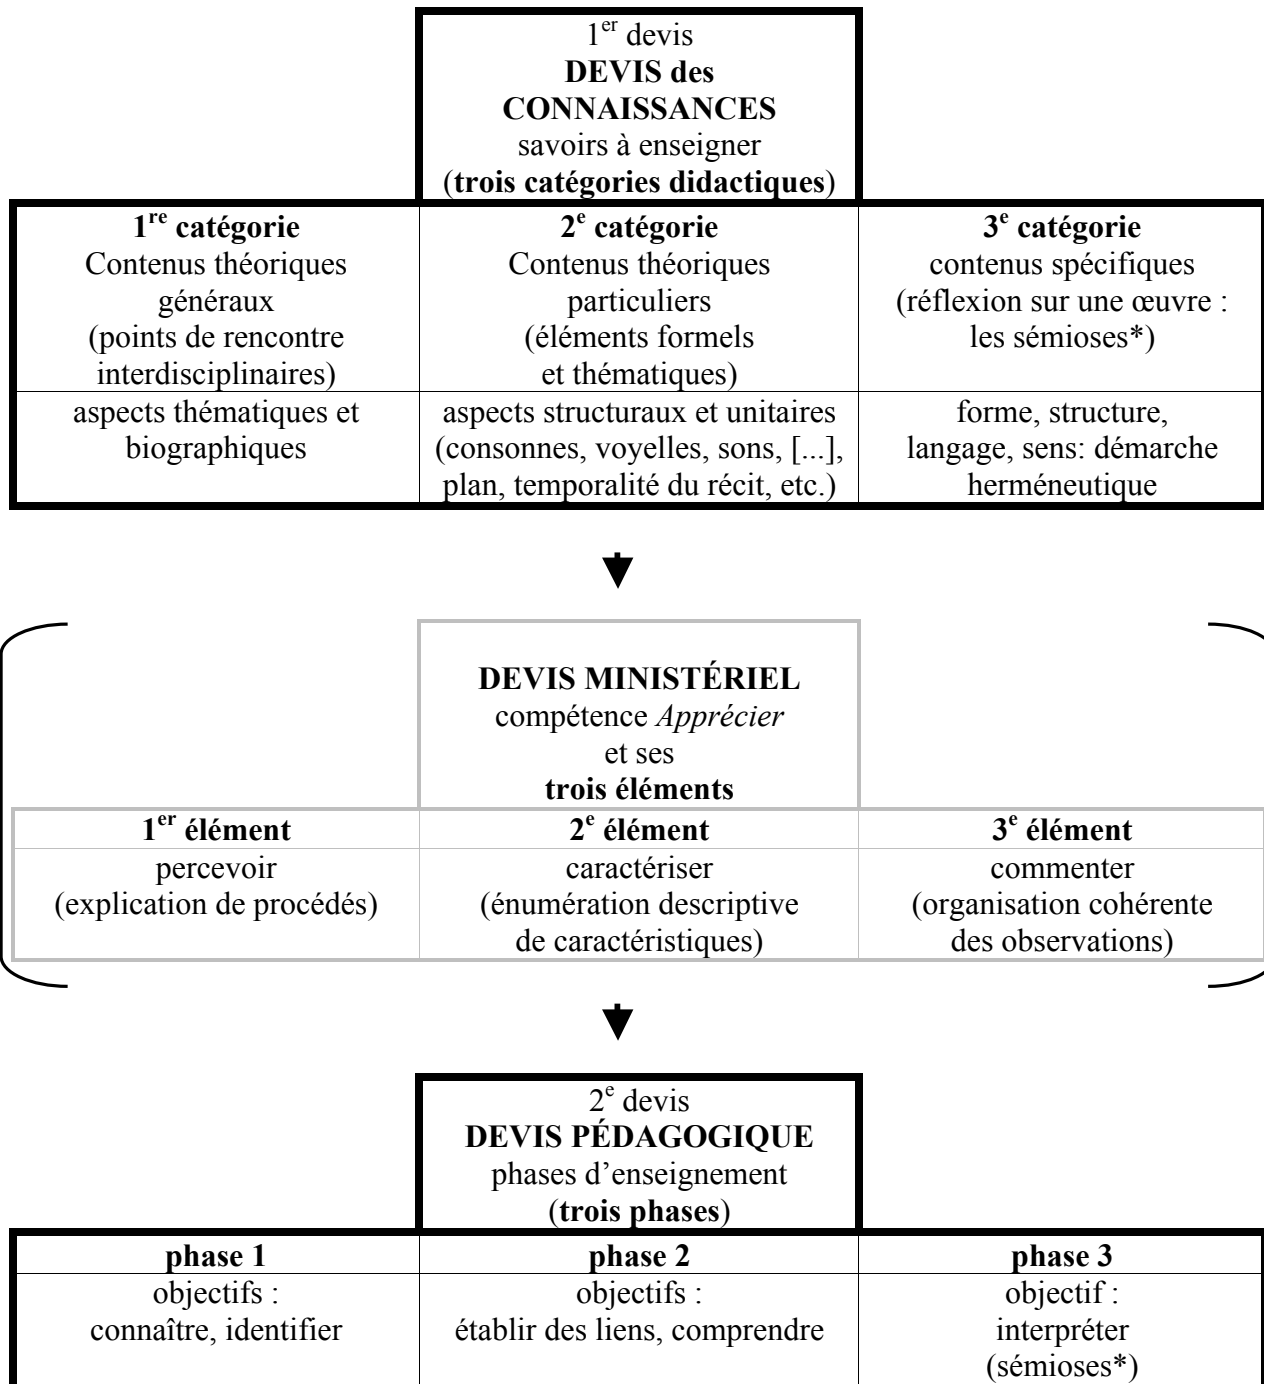 1er devis
DEVIS des
CONNAISSANCES
savoirs à enseigner
(trois catégories didactiques)
1re catégorie
Contenus théoriques
généraux
(points de rencontre
interdisciplinaires)
2e catégorie
Contenus théoriques
particuliers
(éléments formels
et thématiques)
3e catégorie
contenus spécifiques
(réflexion sur une œuvre :
les sémioses*)
aspects thématiques et
biographiques
aspects structuraux et unitaires
(consonnes, voyelles, sons, [...],
plan, temporalité du récit, etc.)
forme, structure,
langage, sens: démarche
herméneutique
DEVIS MINISTÉRIEL
compétence Apprécier
et ses
trois éléments
1er élément
2e élément
3e élément
percevoir
(explication de procédés)
caractériser
(énumération descriptive
de caractéristiques)
commenter
(organisation cohérente
des observations)
2e devis
DEVIS PÉDAGOGIQUE
phases d’enseignement
(trois phases)
phase 1
phase 2
phase 3
objectifs :
connaître, identifier
objectifs :
établir des liens, comprendre
objectif :
interpréter
(sémioses*)